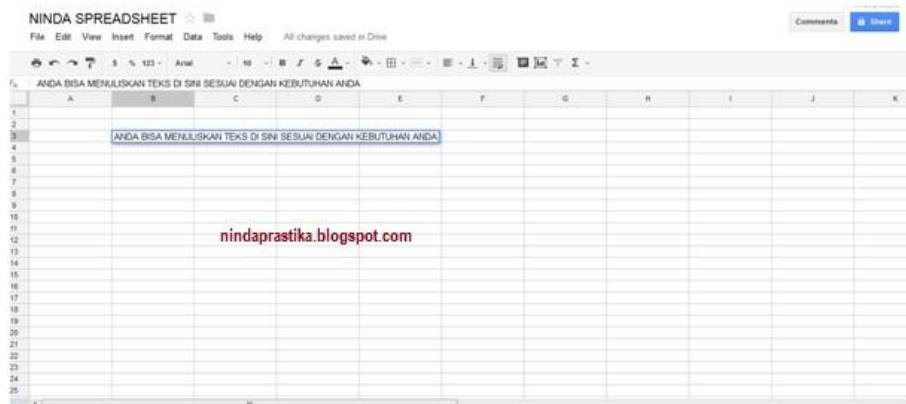 NINDA SPREADSHEET
Comments Share
File Edit View Insert Format Data Tools Help All changes saved in Drive
$ % 123 - Arial - 10 - B I S A Σ
fx ANDA BISA MENULISKAN TEKS DI SINI SESUAI DENGAN KEBUTUHAN ANDA
A B C D E F G H I J K
1
2
3 ANDA BISA MENULISKAN TEKS DI SINI SESUAI DENGAN KEBUTUHAN ANDA
4
5
6
7
8
9
10
11
12 nindaprastika.blogspot.com
13
14
15
16
17
18
19
20
21
22
23
24
25